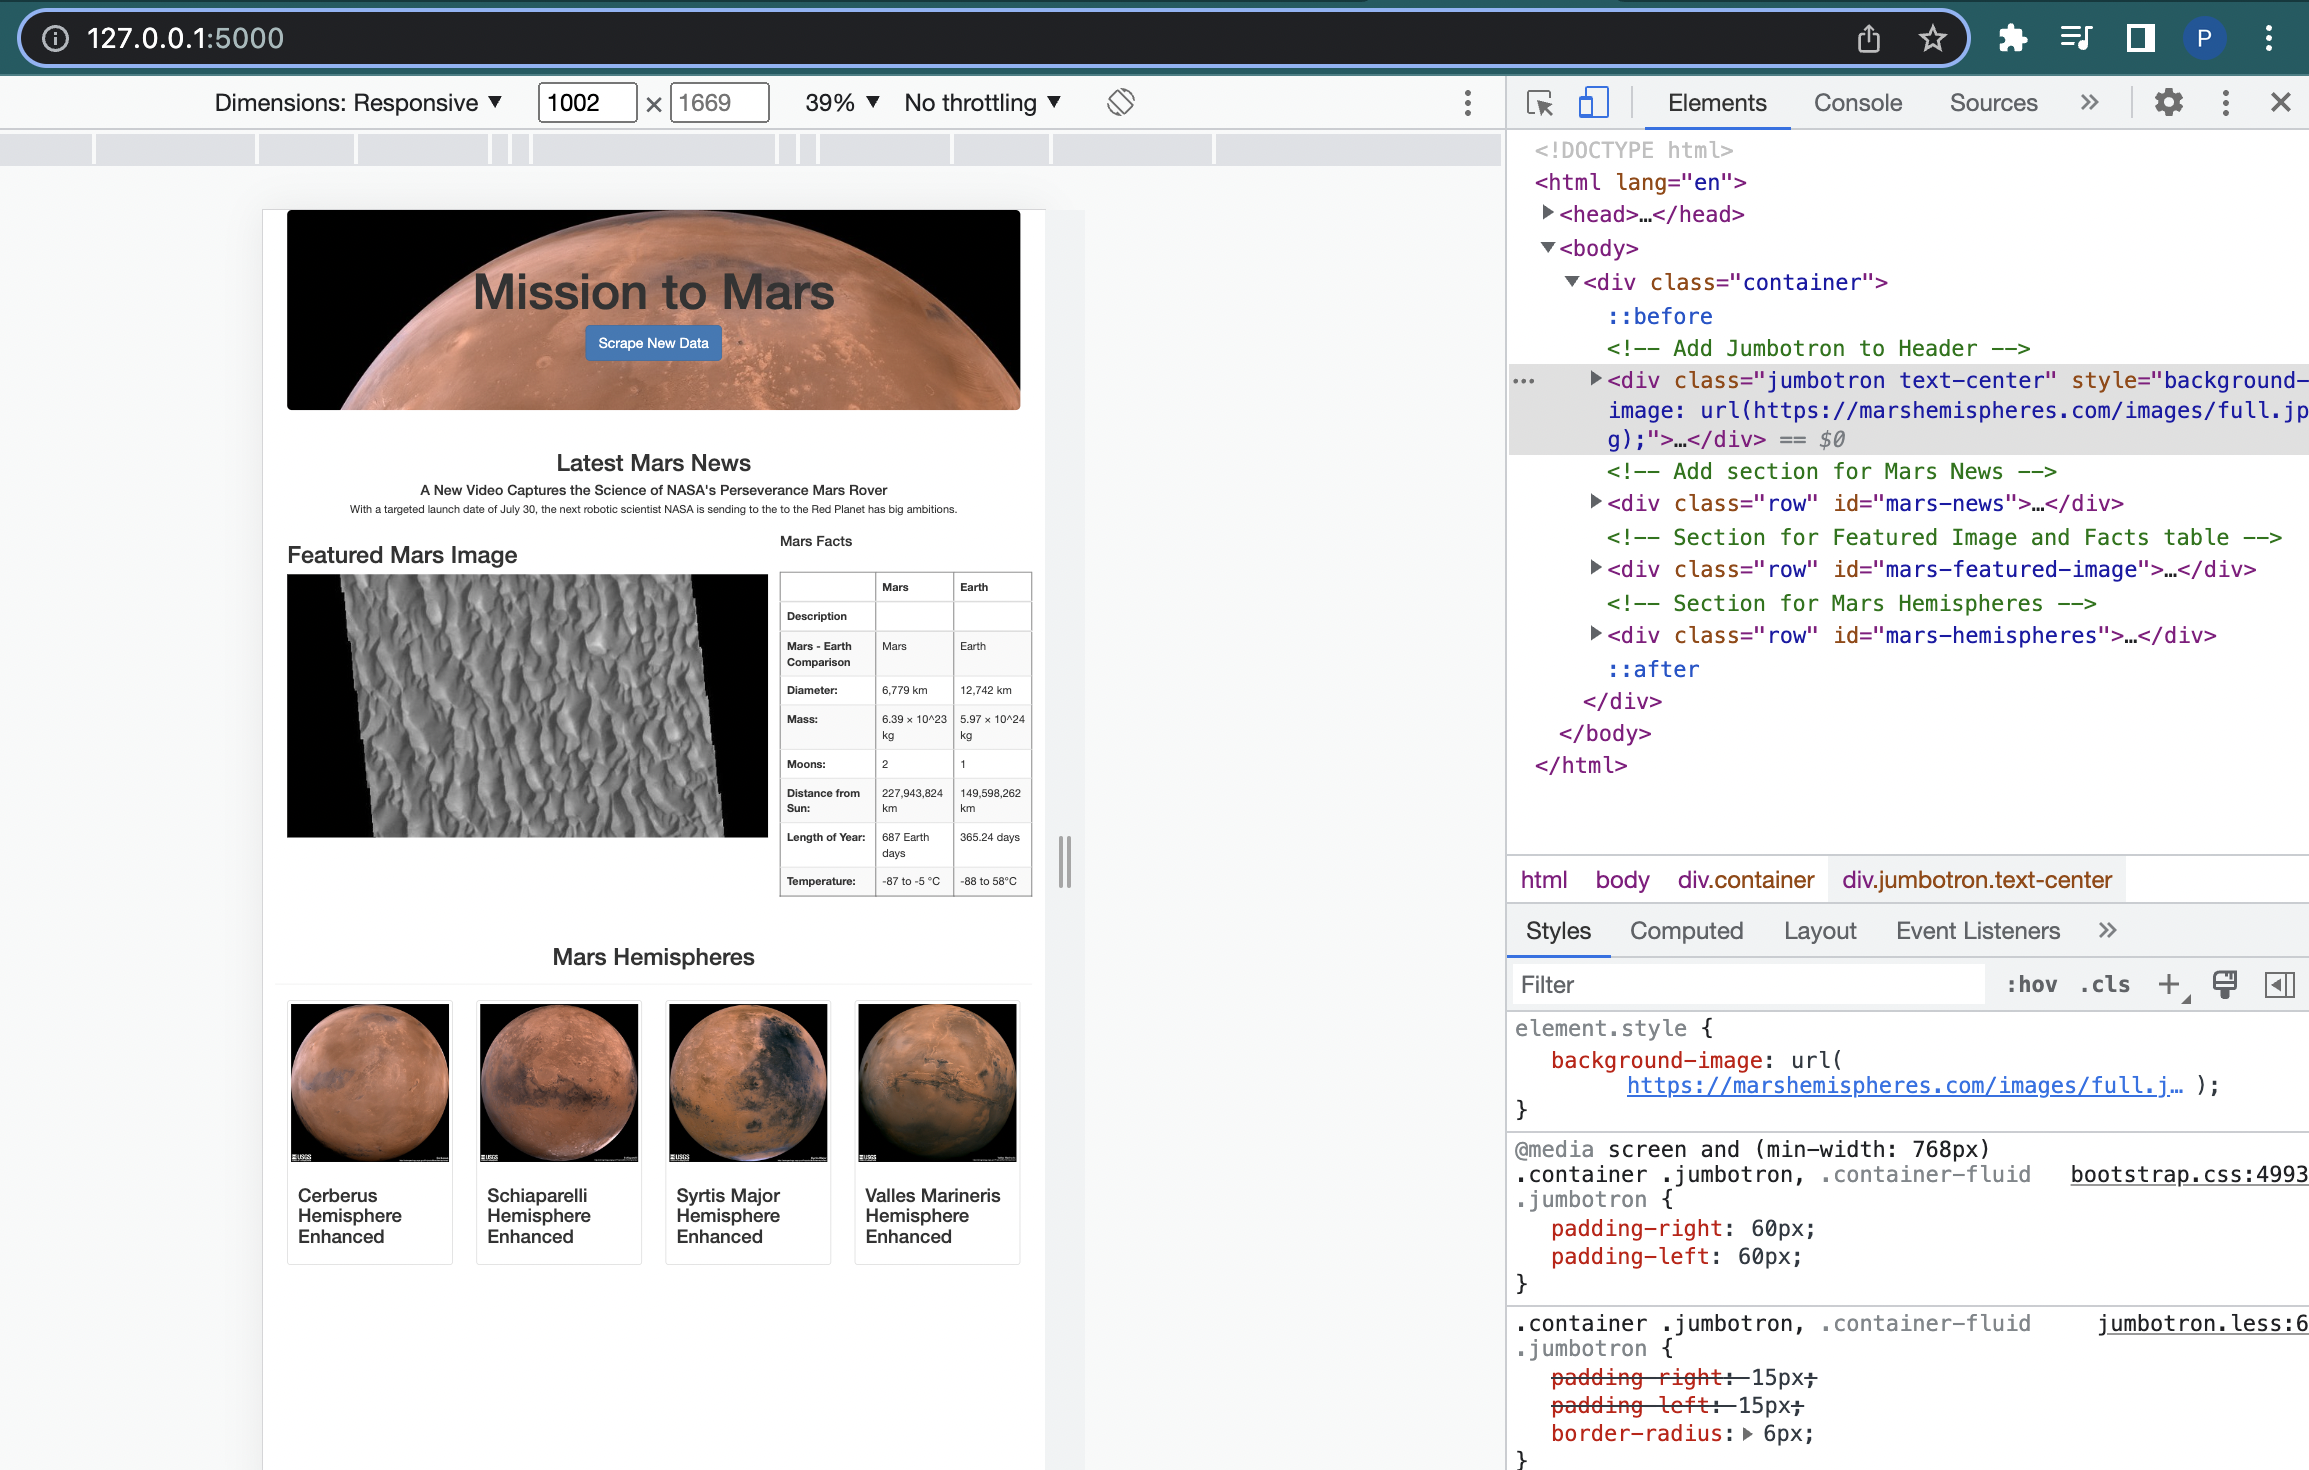 127.0.0.1:5000
P
Dimensions: Responsive ▼ 1002 × 1669 39% ▼ No throttling ▼
Elements Console Sources »
Mission to Mars
Scrape New Data
Latest Mars News
A New Video Captures the Science of NASA's Perseverance Mars Rover
With a targeted launch date of July 30, the next robotic scientist NASA is sending to the to the Red Planet has big ambitions.
Featured Mars Image
Mars Facts
Mars Earth
Description
Mars - Earth Comparison Mars Earth
Diameter: 6,779 km 12,742 km
Mass: 6.39 × 10^23 kg 5.97 × 10^24 kg
Moons: 2 1
Distance from Sun: 227,943,824 km 149,598,262 km
Length of Year: 687 Earth days 365.24 days
Temperature: -87 to -5 °C -88 to 58°C
Mars Hemispheres
USGS
USGS
USGS
USGS
Cerberus Hemisphere Enhanced
Schiaparelli Hemisphere Enhanced
Syrtis Major Hemisphere Enhanced
Valles Marineris Hemisphere Enhanced
<!DOCTYPE html>
<html lang="en">
<head>…</head>
<body>
<div class="container">
::before
<!-- Add Jumbotron to Header -->
<div class="jumbotron text-center" style="background-
image: url(https://marshemispheres.com/images/full.jp
g);">…</div> == $0
<!-- Add section for Mars News -->
<div class="row" id="mars-news">…</div>
<!-- Section for Featured Image and Facts table -->
<div class="row" id="mars-featured-image">…</div>
<!-- Section for Mars Hemispheres -->
<div class="row" id="mars-hemispheres">…</div>
::after
</div>
</body>
</html>
html body div.container div.jumbotron.text-center
Styles Computed Layout Event Listeners »
Filter :hov .cls +
element.style {
background-image: url(
https://marshemispheres.com/images/full.j… );
}
@media screen and (min-width: 768px)
.container .jumbotron, .container-fluid bootstrap.css:4993
.jumbotron {
padding-right: 60px;
padding-left: 60px;
}
.container .jumbotron, .container-fluid jumbotron.less:6
.jumbotron {
padding-right: 15px;
padding-left: 15px;
border-radius: 6px;
}